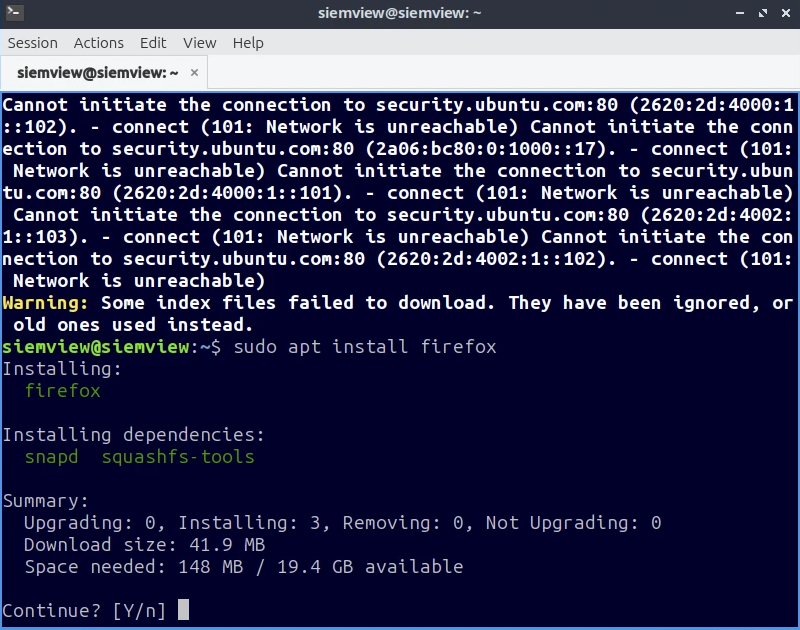 siemview@siemview: ~
Session Actions Edit View Help
siemview@siemview: ~ ×
Cannot initiate the connection to security.ubuntu.com:80 (2620:2d:4000:1
::102). - connect (101: Network is unreachable) Cannot initiate the conn
ection to security.ubuntu.com:80 (2a06:bc80:0:1000::17). - connect (101:
 Network is unreachable) Cannot initiate the connection to security.ubun
tu.com:80 (2620:2d:4000:1::101). - connect (101: Network is unreachable)
 Cannot initiate the connection to security.ubuntu.com:80 (2620:2d:4002:
1::103). - connect (101: Network is unreachable) Cannot initiate the con
nection to security.ubuntu.com:80 (2620:2d:4002:1::102). - connect (101:
 Network is unreachable)
Warning: Some index files failed to download. They have been ignored, or
 old ones used instead.
siemview@siemview:~$ sudo apt install firefox
Installing:
  firefox
Installing dependencies:
  snapd  squashfs-tools
Summary:
  Upgrading: 0, Installing: 3, Removing: 0, Not Upgrading: 0
  Download size: 41.9 MB
  Space needed: 148 MB / 19.4 GB available
Continue? [Y/n]